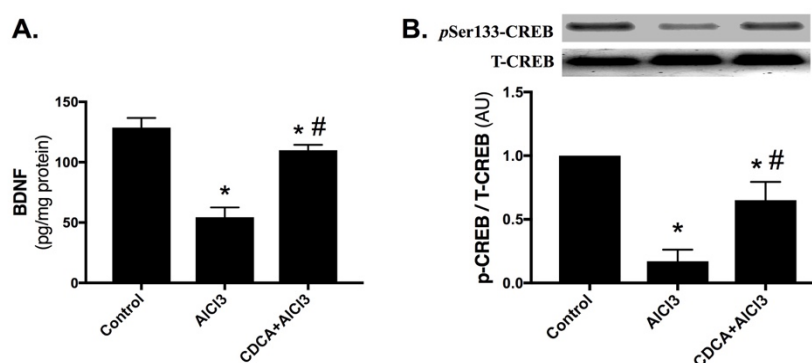 A.
BDNF
(pg/mg protein)
150
100
50
0
*
* #
Control
AlCl3
CDCA+AlCl3
B.
pSer133-CREB
T-CREB
p-CREB / T-CREB (AU)
1.5
1.0
0.5
0.0
*
* #
Control
AlCl3
CDCA+AlCl3